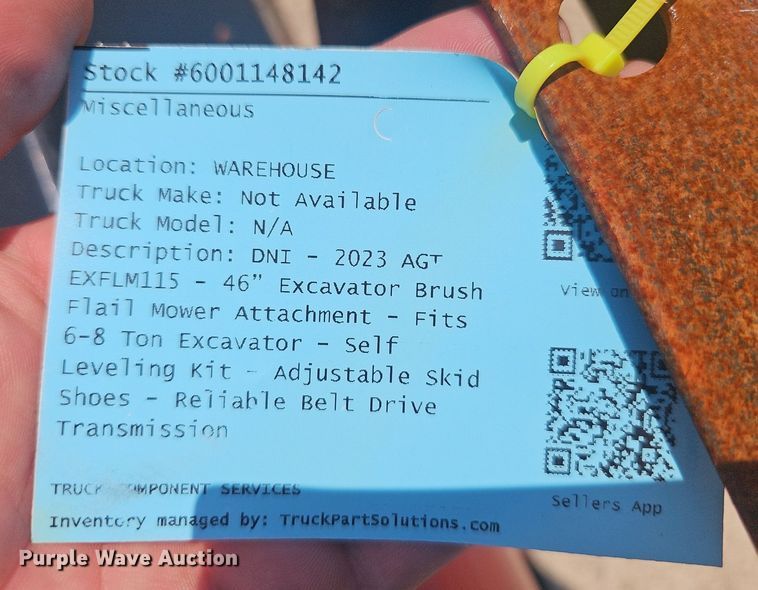 Stock #6001148142
Miscellaneous
Location: WAREHOUSE
Truck Make: Not Available
Truck Model: N/A
Description: DNI - 2023 AGT
EXFLM115 - 46” Excavator Brush
Flail Mower Attachment - Fits
6-8 Ton Excavator - Self
Leveling Kit - Adjustable Skid
Shoes - Reliable Belt Drive
Transmission
View on
Sellers App
TRUCK COMPONENT SERVICES
Inventory managed by: TruckPartSolutions.com
Purple Wave Auction